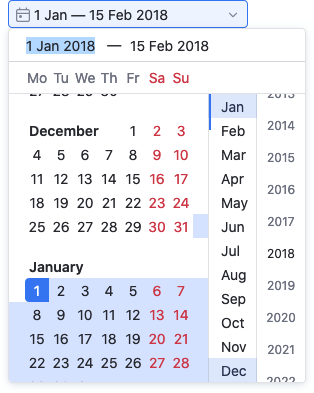 1 Jan — 15 Feb 2018
1 Jan 2018 — 15 Feb 2018
Mo Tu We Th Fr Sa Su
27 28 29 30
December 1 2 3
4 5 6 7 8 9 10
11 12 13 14 15 16 17
18 19 20 21 22 23 24
25 26 27 28 29 30 31
January
1 2 3 4 5 6 7
8 9 10 11 12 13 14
15 16 17 18 19 20 21
22 23 24 25 26 27 28
Jan
Feb
Mar
Apr
May
Jun
Jul
Aug
Sep
Oct
Nov
Dec
2013
2014
2015
2016
2017
2018
2019
2020
2021
2022